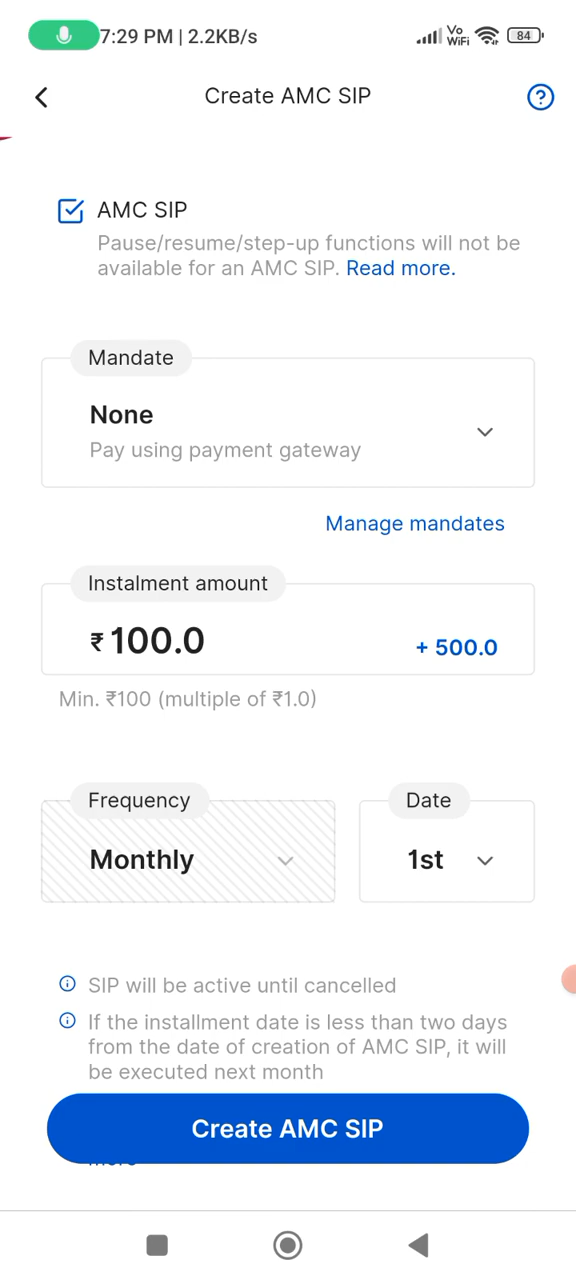 7:29 PM | 2.2KB/s Vo WiFi 84
Create AMC SIP
AMC SIP
Pause/resume/step-up functions will not be
available for an AMC SIP. Read more.
Mandate
None
Pay using payment gateway
Manage mandates
Instalment amount
₹100.0 + 500.0
Min. ₹100 (multiple of ₹1.0)
Frequency Date
Monthly 1st
SIP will be active until cancelled
If the installment date is less than two days
from the date of creation of AMC SIP, it will
be executed next month
Create AMC SIP